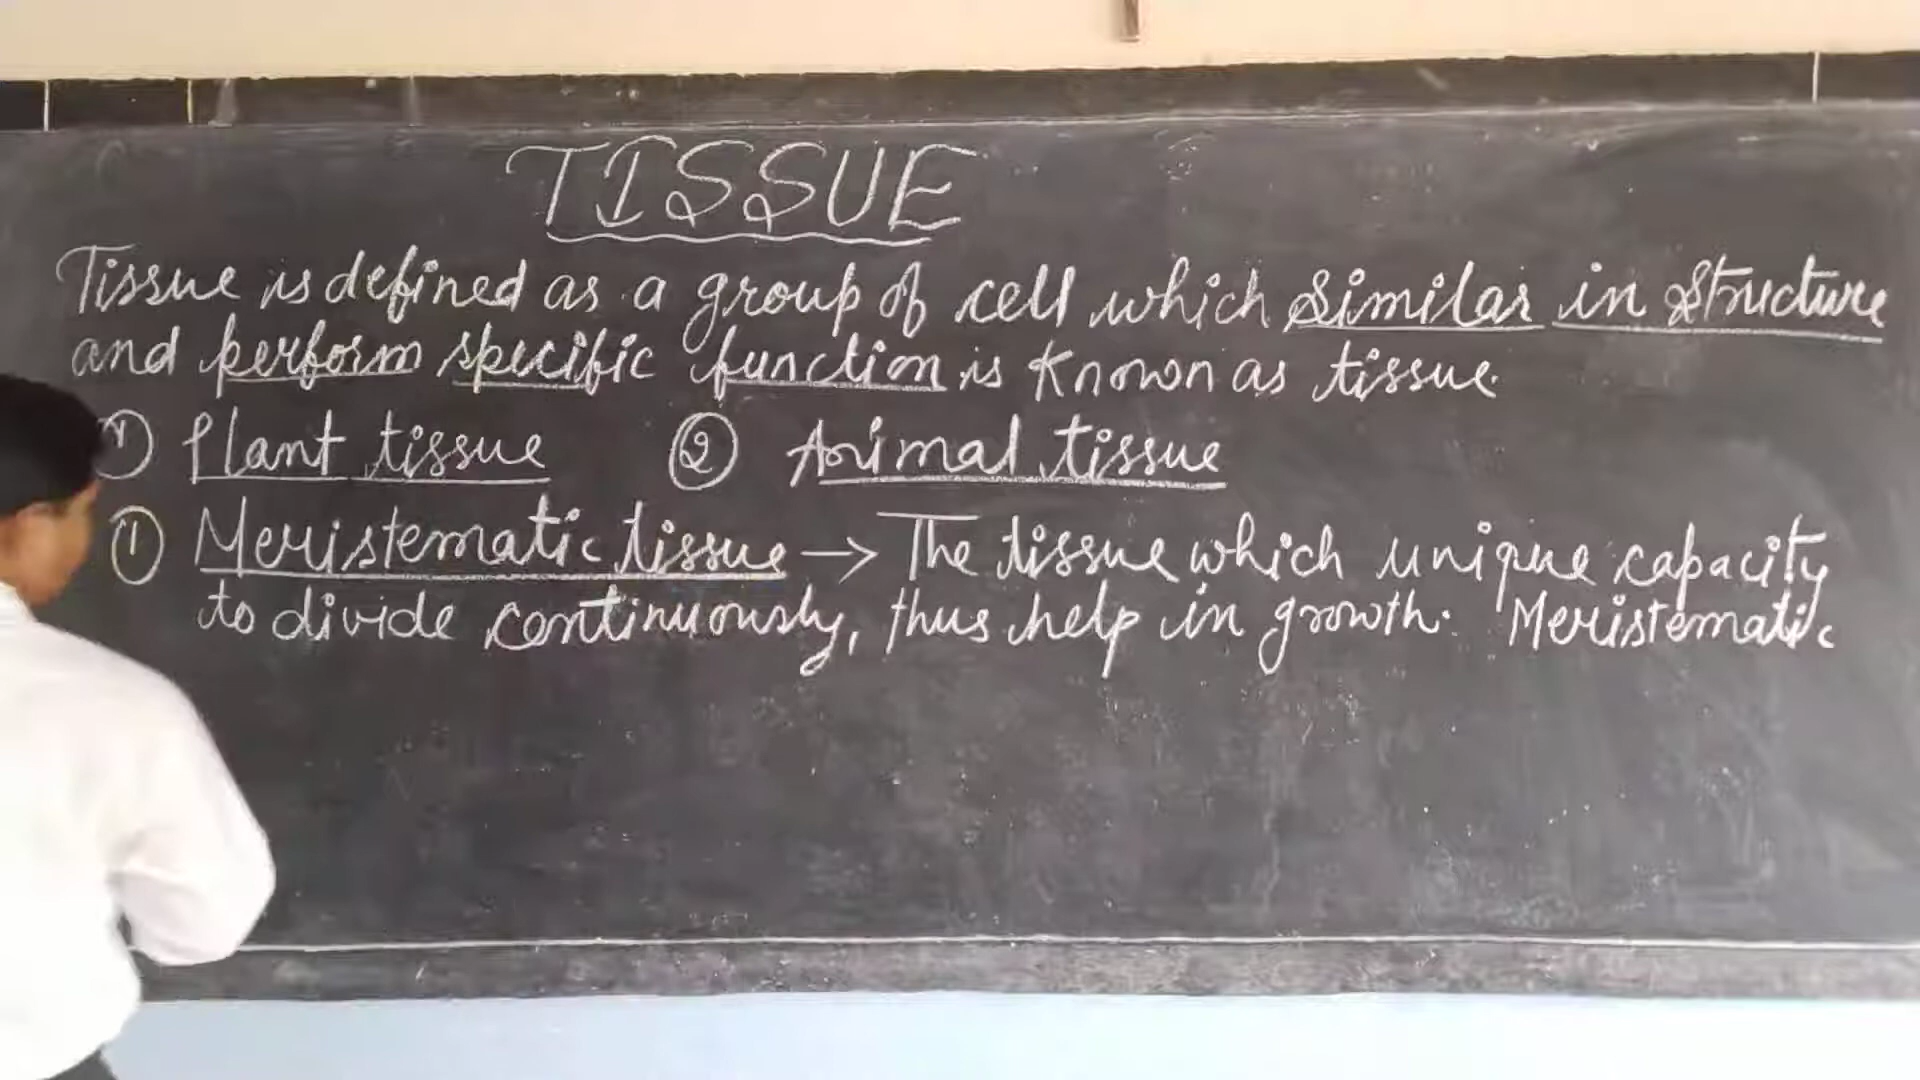 TISSUE
Tissue is defined as a group of cell which similar in structure
and perform specific function is known as tissue.
① Plant tissue ② Animal tissue
① Meristematic tissue → The tissue which unique capacity
to divide continuously, thus help in growth. Meristematic